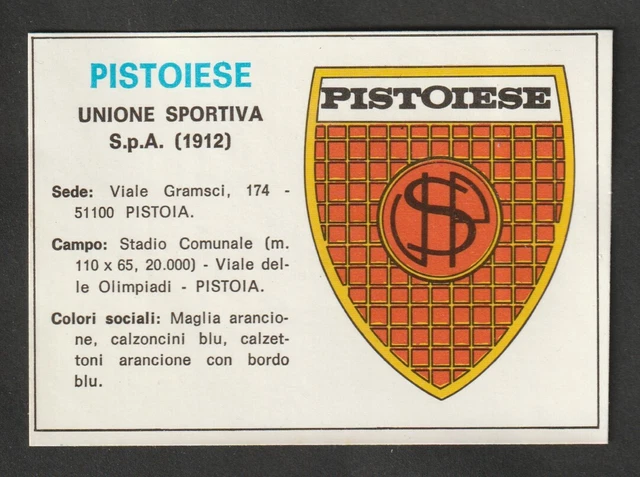 PISTOIESE
UNIONE SPORTIVA
S.p.A. (1912)
Sede: Viale Gramsci, 174 -
51100 PISTOIA.
Campo: Stadio Comunale (m.
110 x 65, 20.000) - Viale del-
le Olimpiadi - PISTOIA.
Colori sociali: Maglia arancio-
ne, calzoncini blu, calzet-
toni arancione con bordo
blu.
PISTOIESE